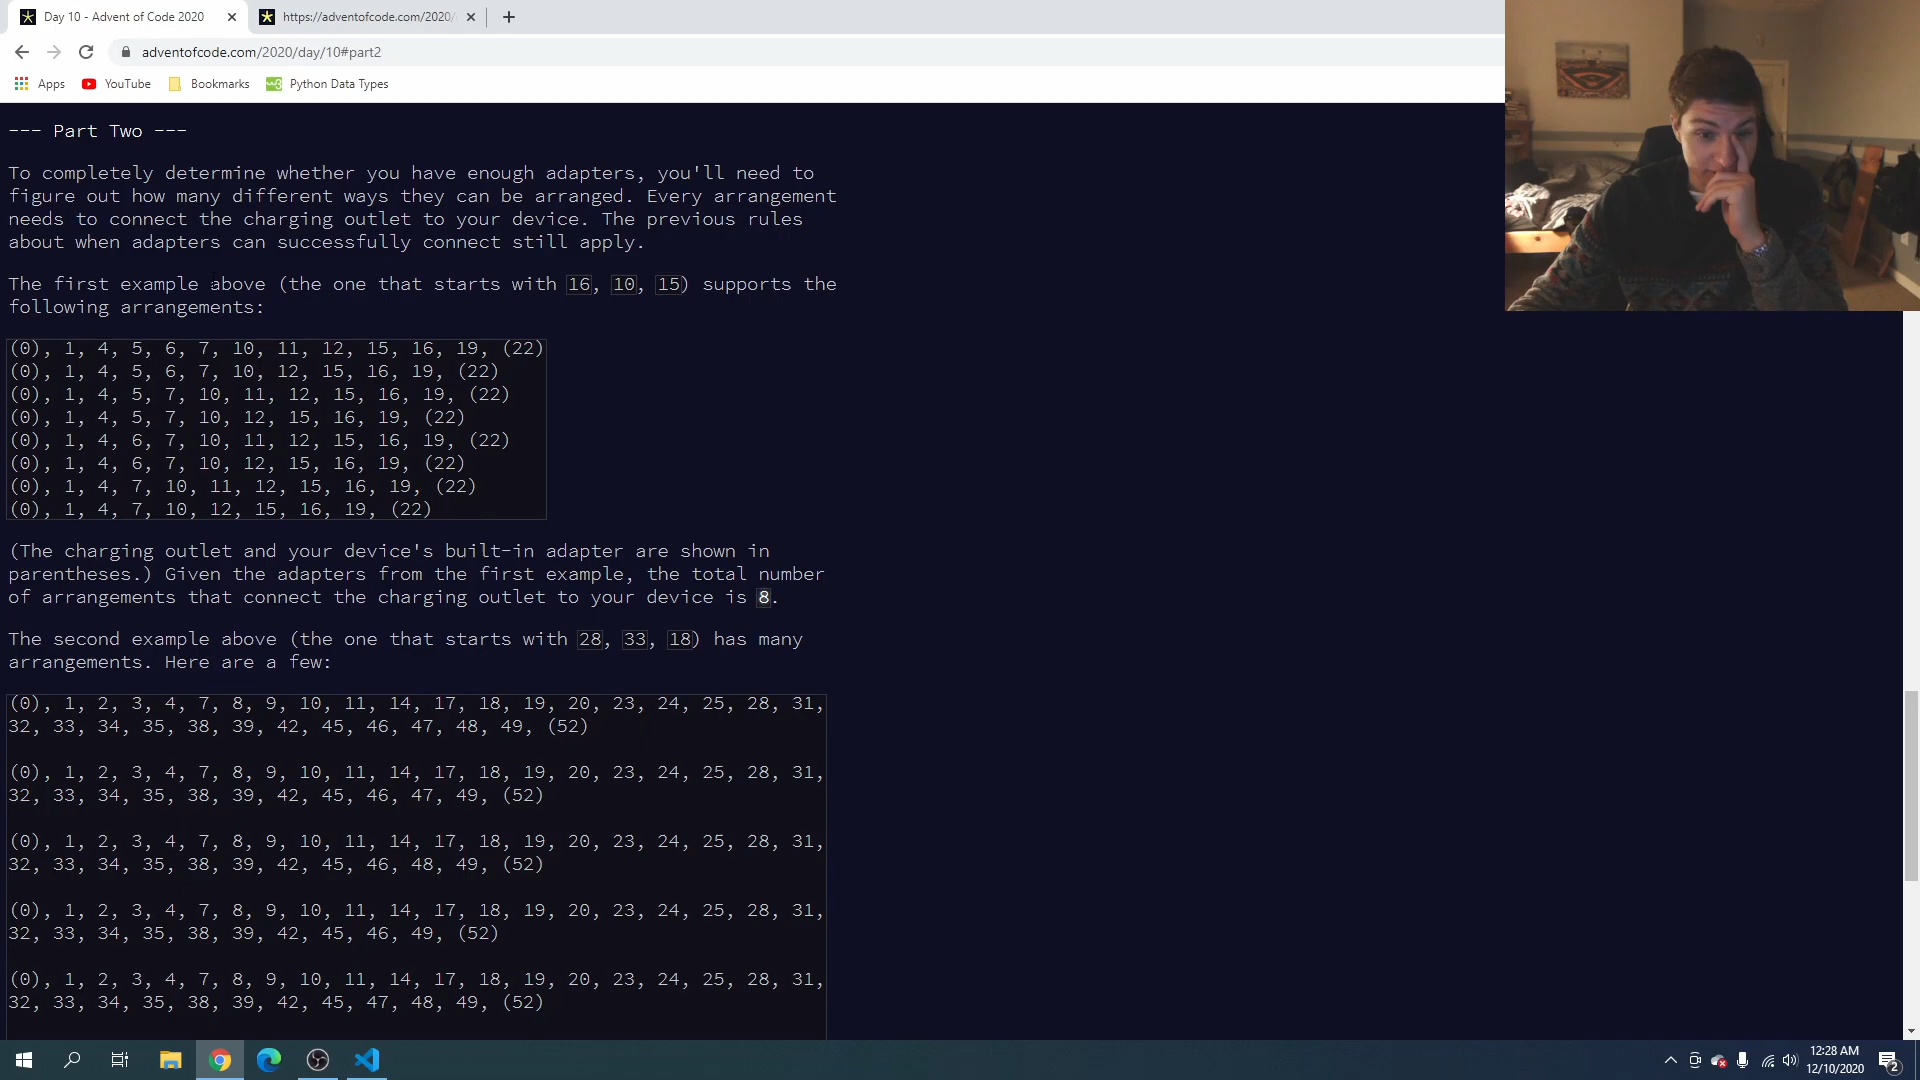 Day 10 - Advent of Code 2020
https://adventofcode.com/2020/
adventofcode.com/2020/day/10#part2
Apps
YouTube
Bookmarks
Python Data Types
--- Part Two ---
To completely determine whether you have enough adapters, you'll need to
figure out how many different ways they can be arranged. Every arrangement
needs to connect the charging outlet to your device. The previous rules
about when adapters can successfully connect still apply.
The first example above (the one that starts with 16, 10, 15) supports the
following arrangements:
(0), 1, 4, 5, 6, 7, 10, 11, 12, 15, 16, 19, (22)
(0), 1, 4, 5, 6, 7, 10, 12, 15, 16, 19, (22)
(0), 1, 4, 5, 7, 10, 11, 12, 15, 16, 19, (22)
(0), 1, 4, 5, 7, 10, 12, 15, 16, 19, (22)
(0), 1, 4, 6, 7, 10, 11, 12, 15, 16, 19, (22)
(0), 1, 4, 6, 7, 10, 12, 15, 16, 19, (22)
(0), 1, 4, 7, 10, 11, 12, 15, 16, 19, (22)
(0), 1, 4, 7, 10, 12, 15, 16, 19, (22)
(The charging outlet and your device's built-in adapter are shown in
parentheses.) Given the adapters from the first example, the total number
of arrangements that connect the charging outlet to your device is 8.
The second example above (the one that starts with 28, 33, 18) has many
arrangements. Here are a few:
(0), 1, 2, 3, 4, 7, 8, 9, 10, 11, 14, 17, 18, 19, 20, 23, 24, 25, 28, 31,
32, 33, 34, 35, 38, 39, 42, 45, 46, 47, 48, 49, (52)
(0), 1, 2, 3, 4, 7, 8, 9, 10, 11, 14, 17, 18, 19, 20, 23, 24, 25, 28, 31,
32, 33, 34, 35, 38, 39, 42, 45, 46, 47, 49, (52)
(0), 1, 2, 3, 4, 7, 8, 9, 10, 11, 14, 17, 18, 19, 20, 23, 24, 25, 28, 31,
32, 33, 34, 35, 38, 39, 42, 45, 46, 48, 49, (52)
(0), 1, 2, 3, 4, 7, 8, 9, 10, 11, 14, 17, 18, 19, 20, 23, 24, 25, 28, 31,
32, 33, 34, 35, 38, 39, 42, 45, 46, 49, (52)
(0), 1, 2, 3, 4, 7, 8, 9, 10, 11, 14, 17, 18, 19, 20, 23, 24, 25, 28, 31,
32, 33, 34, 35, 38, 39, 42, 45, 47, 48, 49, (52)
12:28 AM
12/10/2020
2